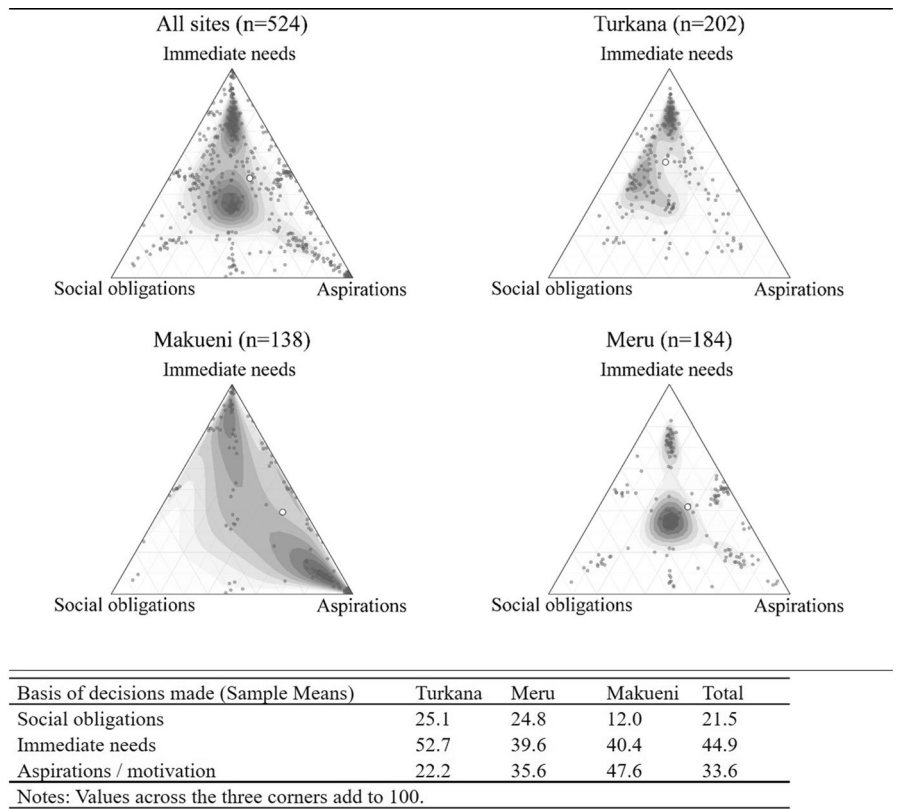 All sites (n=524)
Immediate needs
Social obligations
Aspirations
Turkana (n=202)
Immediate needs
Social obligations
Aspirations
Makueni (n=138)
Immediate needs
Social obligations
Aspirations
Meru (n=184)
Immediate needs
Social obligations
Aspirations
Basis of decisions made (Sample Means) Turkana Meru Makueni Total
Social obligations 25.1 24.8 12.0 21.5
Immediate needs 52.7 39.6 40.4 44.9
Aspirations / motivation 22.2 35.6 47.6 33.6
Notes: Values across the three corners add to 100.